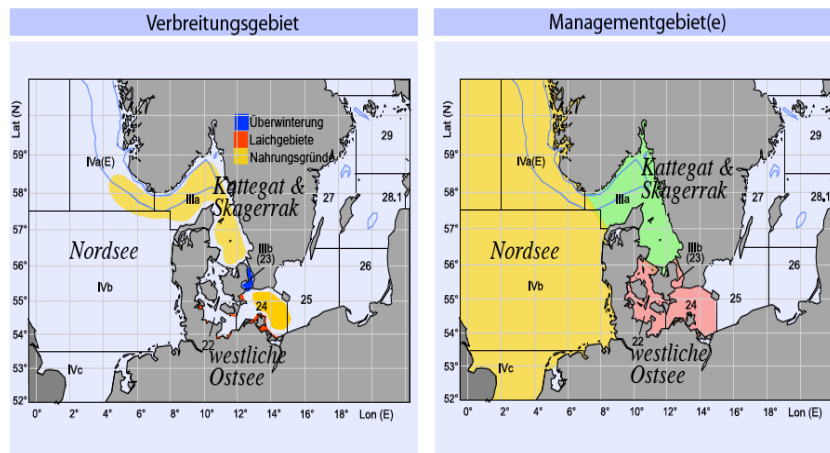 Verbreitungsgebiet
Lat (N)
Überwinterung
Laichgebiete
Nahrungsgründe
29
IVa(E)
59°
Kattegat &
Skagerrak
58°
IIIa
27
28.1
57°
Nordsee
IIIb
(23)
56°
26
IVb
25
55°
24
54°
22
westliche
Ostsee
53°
IVc
52°
0°
2°
4°
6°
8°
10°
12°
14°
16°
18°
Lon (E)
Managementgebiet(e)
Lat (N)
29
IVa(E)
59°
Kattegat &
Skagerrak
58°
IIIa
27
28.1
57°
Nordsee
IIIb
(23)
56°
26
IVb
25
55°
24
54°
22
westliche
Ostsee
53°
IVc
52°
0°
2°
4°
6°
8°
10°
12°
14°
16°
18°
Lon (E)